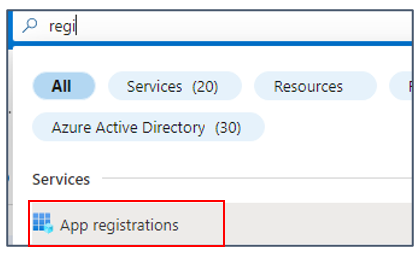 regi
All Services (20) Resources
Azure Active Directory (30)
Services
App registrations